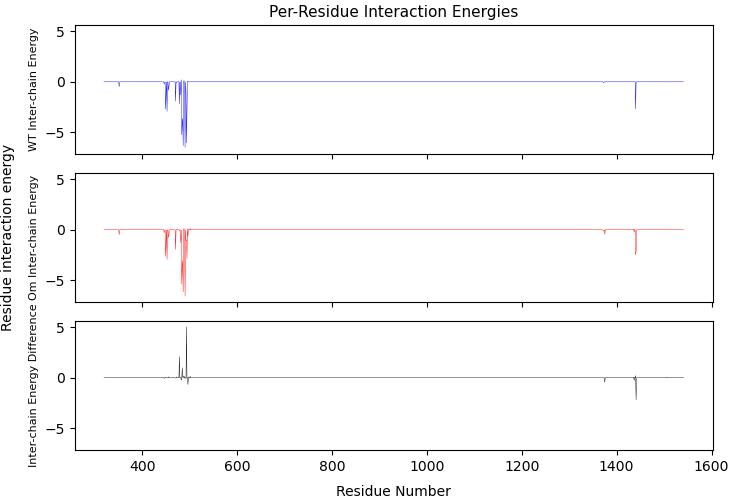 Per-Residue Interaction Energies
Residue interaction energy
WT Inter-chain Energy
5
0
−5
Om Inter-chain Energy
5
0
−5
Inter-chain Energy Difference
5
0
−5
400
600
800
1000
1200
1400
1600
Residue Number